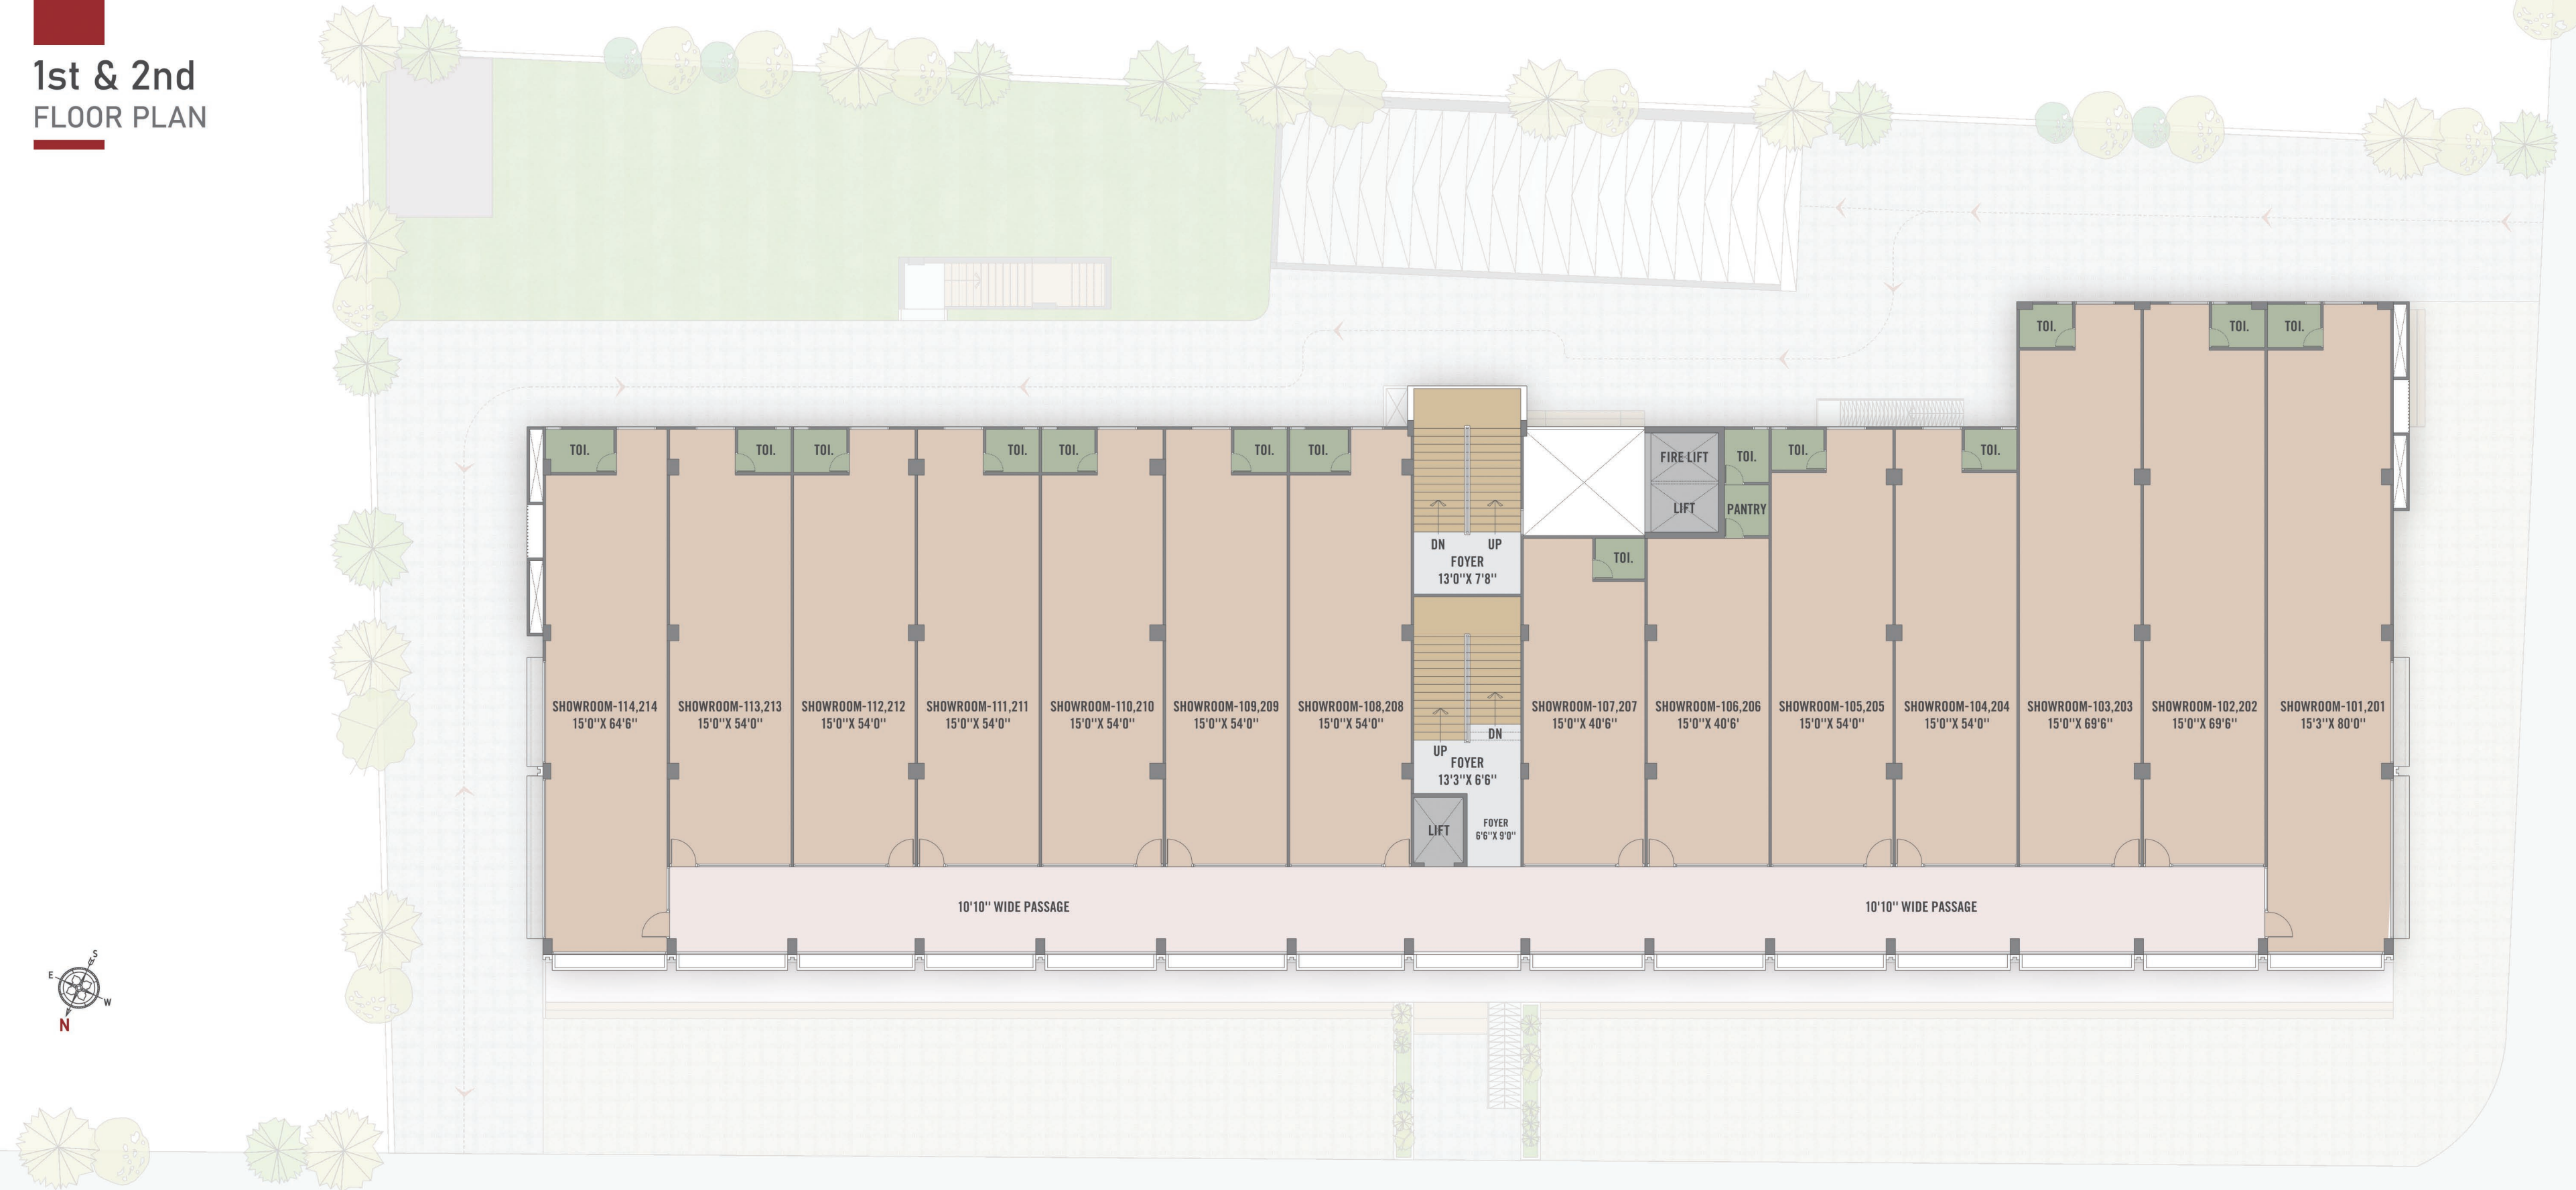 1st & 2nd
FLOOR PLAN
TOI.
TOI.
TOI.
TOI.
TOI.
TOI.
TOI.
TOI.
TOI.
TOI.
FIRE LIFT
TOI.
TOI.
TOI.
LIFT
PANTRY
DN
UP
FOYER
13'0''X 7'8''
TOI.
SHOWROOM-114,214
15'0''X 64'6''
SHOWROOM-113,213
15'0''X 54'0''
SHOWROOM-112,212
15'0''X 54'0''
SHOWROOM-111,211
15'0''X 54'0''
SHOWROOM-110,210
15'0''X 54'0''
SHOWROOM-109,209
15'0''X 54'0''
SHOWROOM-108,208
15'0''X 54'0''
SHOWROOM-107,207
15'0''X 40'6''
SHOWROOM-106,206
15'0''X 40'6'
SHOWROOM-105,205
15'0''X 54'0''
SHOWROOM-104,204
15'0''X 54'0''
SHOWROOM-103,203
15'0''X 69'6''
SHOWROOM-102,202
15'0''X 69'6''
SHOWROOM-101,201
15'3''X 80'0''
DN
UP
FOYER
13'3''X 6'6''
LIFT
FOYER
6'6''X 9'0''
10'10'' WIDE PASSAGE
10'10'' WIDE PASSAGE
S
E
W
N